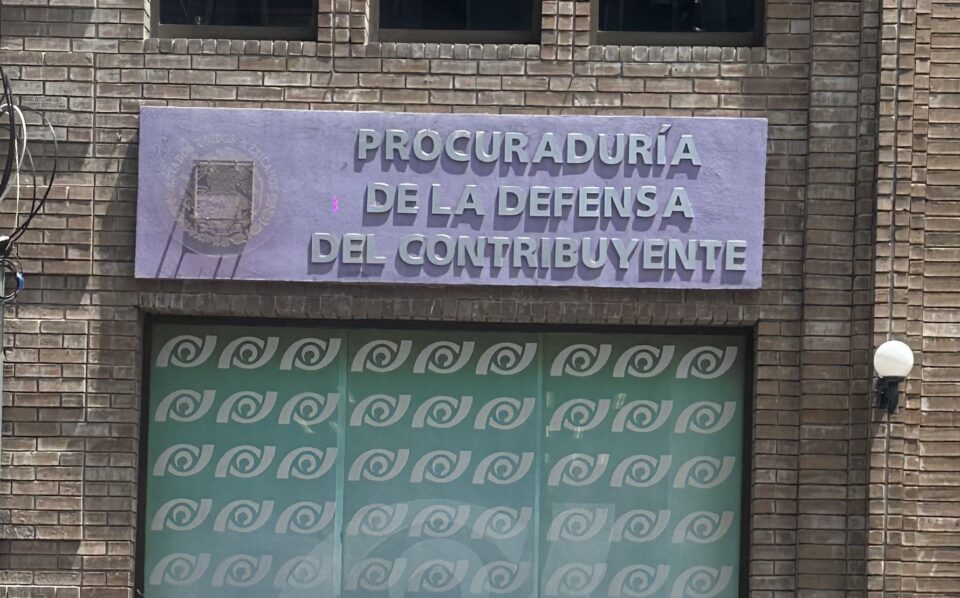 PROCURADURÍA
DE LA DEFENSA
DEL CONTRIBUYENTE